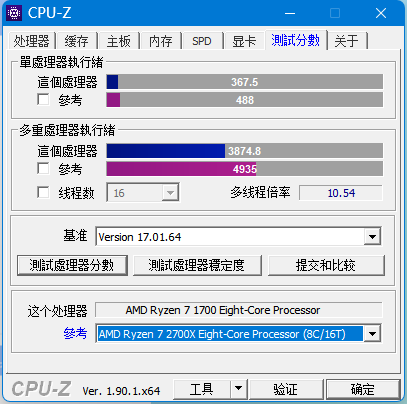 CPU-Z
处理器 缓存 主板 内存 SPD 显卡 測試分數 关于
單處理器執行緒
這個處理器 367.5
參考 488
多重處理器執行緒
這個處理器 3874.8
參考 4935
线程数 16 多线程倍率 10.54
基准 Version 17.01.64
測試處理器分數 測試處理器穩定度 提交和比较
这个处理器 AMD Ryzen 7 1700 Eight-Core Processor
參考 AMD Ryzen 7 2700X Eight-Core Processor (8C/16T)
CPU-Z Ver. 1.90.1.x64 工具 验证 确定